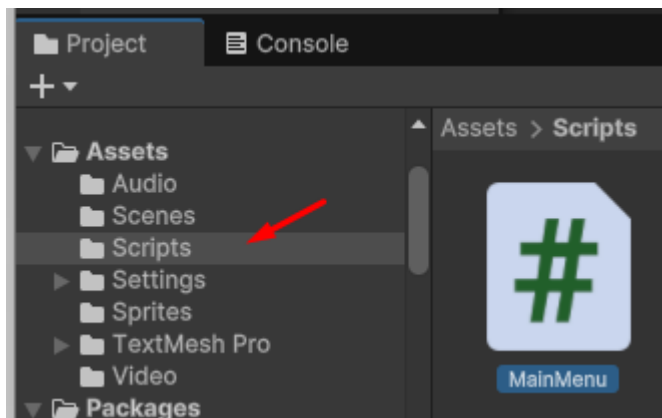 Project
Console
Assets > Scripts
Assets
Audio
Scenes
Scripts
Settings
Sprites
TextMesh Pro
Video
Packages
#
MainMenu